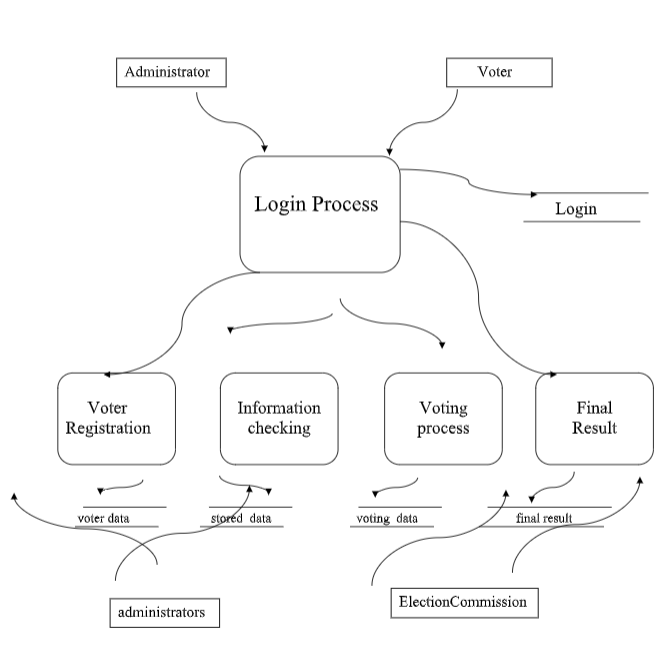 Administrator
Voter
Login Process
Login
Voter
Registration
Information
checking
Voting
process
Final
Result
voter data
stored data
voting data
final result
administrators
ElectionCommission